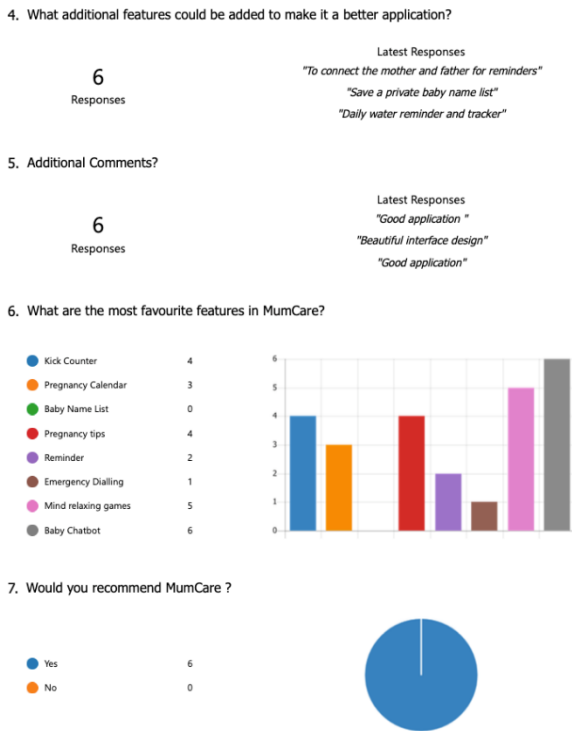 4. What additional features could be added to make it a better application?
6
Responses
Latest Responses
"To connect the mother and father for reminders"
"Save a private baby name list"
"Daily water reminder and tracker"
5. Additional Comments?
6
Responses
Latest Responses
"Good application "
"Beautiful interface design"
"Good application"
6. What are the most favourite features in MumCare?
Kick Counter 4
Pregnancy Calendar 3
Baby Name List 0
Pregnancy tips 4
Reminder 2
Emergency Dialling 1
Mind relaxing games 5
Baby Chatbot 6
6
5
4
3
2
1
0
7. Would you recommend MumCare ?
Yes 6
No 0